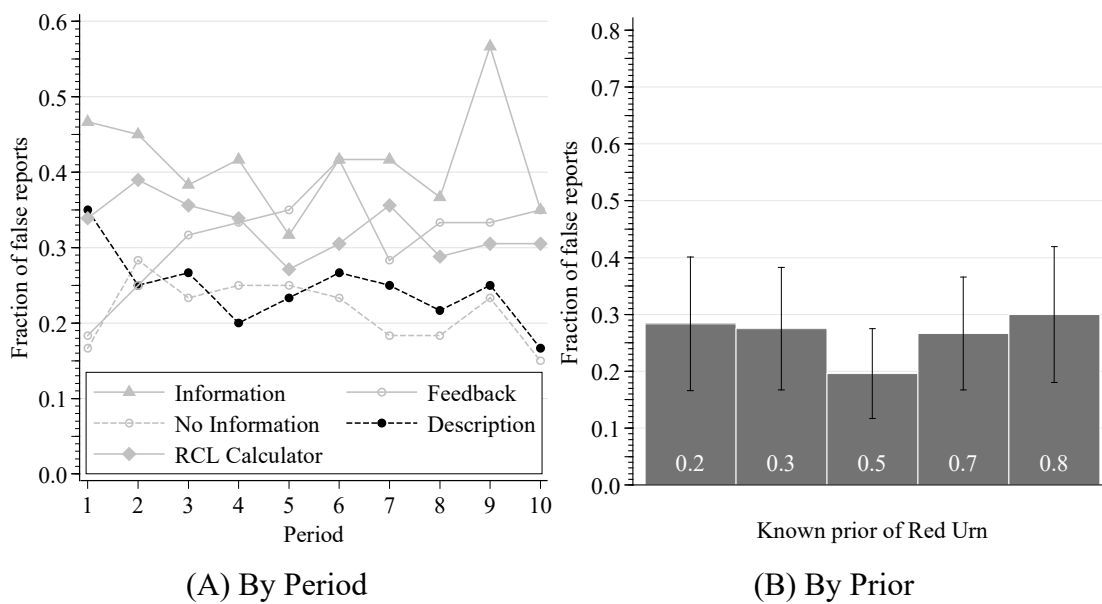 Fraction of false reports
0.6
0.5
0.4
0.3
0.2
0.1
0.0
Information
Feedback
No Information
Description
RCL Calculator
1 2 3 4 5 6 7 8 9 10
Period
(A) By Period
Fraction of false reports
0.8
0.7
0.6
0.5
0.4
0.3
0.2
0.1
0.0
0.2 0.3 0.5 0.7 0.8
Known prior of Red Urn
(B) By Prior